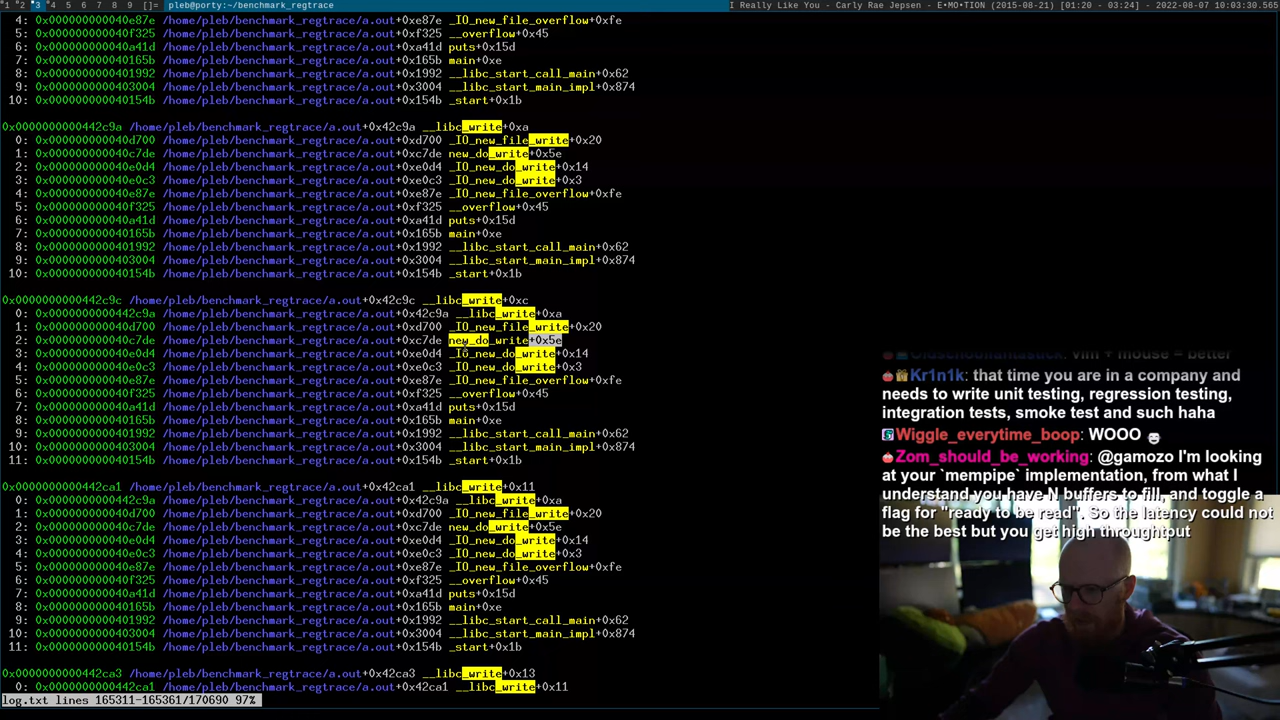 1 2 3 4 5 6 7 8 9 []= pleb@porty:~/benchmark_regtrace I Really Like You - Carly Rae Jepsen - E•MO•TION (2015-08-21) [01:20 - 03:24] - 2022-08-07 10:03:30.565
4: 0x000000000040e87e /home/pleb/benchmark_regtrace/a.out+0xe87e _IO_new_file_overflow+0xfe
5: 0x000000000040f325 /home/pleb/benchmark_regtrace/a.out+0xf325 __overflow+0x45
6: 0x000000000040a41d /home/pleb/benchmark_regtrace/a.out+0xa41d puts+0x15d
7: 0x000000000040165b /home/pleb/benchmark_regtrace/a.out+0x165b main+0xe
8: 0x0000000000401992 /home/pleb/benchmark_regtrace/a.out+0x1992 __libc_start_call_main+0x62
9: 0x0000000000403004 /home/pleb/benchmark_regtrace/a.out+0x3004 __libc_start_main_impl+0x874
10: 0x000000000040154b /home/pleb/benchmark_regtrace/a.out+0x154b _start+0x1b
0x0000000000442c9a /home/pleb/benchmark_regtrace/a.out+0x42c9a __libc_write+0xa
0: 0x000000000040d700 /home/pleb/benchmark_regtrace/a.out+0xd700 _IO_new_file_write+0x20
1: 0x000000000040c7de /home/pleb/benchmark_regtrace/a.out+0xc7de new_do_write+0x5e
2: 0x000000000040e0d4 /home/pleb/benchmark_regtrace/a.out+0xe0d4 _IO_new_do_write+0x14
3: 0x000000000040e0c3 /home/pleb/benchmark_regtrace/a.out+0xe0c3 _IO_new_do_write+0x3
4: 0x000000000040e87e /home/pleb/benchmark_regtrace/a.out+0xe87e _IO_new_file_overflow+0xfe
5: 0x000000000040f325 /home/pleb/benchmark_regtrace/a.out+0xf325 __overflow+0x45
6: 0x000000000040a41d /home/pleb/benchmark_regtrace/a.out+0xa41d puts+0x15d
7: 0x000000000040165b /home/pleb/benchmark_regtrace/a.out+0x165b main+0xe
8: 0x0000000000401992 /home/pleb/benchmark_regtrace/a.out+0x1992 __libc_start_call_main+0x62
9: 0x0000000000403004 /home/pleb/benchmark_regtrace/a.out+0x3004 __libc_start_main_impl+0x874
10: 0x000000000040154b /home/pleb/benchmark_regtrace/a.out+0x154b _start+0x1b
0x0000000000442c9c /home/pleb/benchmark_regtrace/a.out+0x42c9c __libc_write+0xc
0: 0x0000000000442c9a /home/pleb/benchmark_regtrace/a.out+0x42c9a __libc_write+0xa
1: 0x000000000040d700 /home/pleb/benchmark_regtrace/a.out+0xd700 _IO_new_file_write+0x20
2: 0x000000000040c7de /home/pleb/benchmark_regtrace/a.out+0xc7de new_do_write+0x5e
3: 0x000000000040e0d4 /home/pleb/benchmark_regtrace/a.out+0xe0d4 _IO_new_do_write+0x14
4: 0x000000000040e0c3 /home/pleb/benchmark_regtrace/a.out+0xe0c3 _IO_new_do_write+0x3
5: 0x000000000040e87e /home/pleb/benchmark_regtrace/a.out+0xe87e _IO_new_file_overflow+0xfe
6: 0x000000000040f325 /home/pleb/benchmark_regtrace/a.out+0xf325 __overflow+0x45
7: 0x000000000040a41d /home/pleb/benchmark_regtrace/a.out+0xa41d puts+0x15d
8: 0x000000000040165b /home/pleb/benchmark_regtrace/a.out+0x165b main+0xe
9: 0x0000000000401992 /home/pleb/benchmark_regtrace/a.out+0x1992 __libc_start_call_main+0x62
10: 0x0000000000403004 /home/pleb/benchmark_regtrace/a.out+0x3004 __libc_start_main_impl+0x874
11: 0x000000000040154b /home/pleb/benchmark_regtrace/a.out+0x154b _start+0x1b
0x0000000000442ca1 /home/pleb/benchmark_regtrace/a.out+0x42ca1 __libc_write+0x11
0: 0x0000000000442c9a /home/pleb/benchmark_regtrace/a.out+0x42c9a __libc_write+0xa
1: 0x000000000040d700 /home/pleb/benchmark_regtrace/a.out+0xd700 _IO_new_file_write+0x20
2: 0x000000000040c7de /home/pleb/benchmark_regtrace/a.out+0xc7de new_do_write+0x5e
3: 0x000000000040e0d4 /home/pleb/benchmark_regtrace/a.out+0xe0d4 _IO_new_do_write+0x14
4: 0x000000000040e0c3 /home/pleb/benchmark_regtrace/a.out+0xe0c3 _IO_new_do_write+0x3
5: 0x000000000040e87e /home/pleb/benchmark_regtrace/a.out+0xe87e _IO_new_file_overflow+0xfe
6: 0x000000000040f325 /home/pleb/benchmark_regtrace/a.out+0xf325 __overflow+0x45
7: 0x000000000040a41d /home/pleb/benchmark_regtrace/a.out+0xa41d puts+0x15d
8: 0x000000000040165b /home/pleb/benchmark_regtrace/a.out+0x165b main+0xe
9: 0x0000000000401992 /home/pleb/benchmark_regtrace/a.out+0x1992 __libc_start_call_main+0x62
10: 0x0000000000403004 /home/pleb/benchmark_regtrace/a.out+0x3004 __libc_start_main_impl+0x874
11: 0x000000000040154b /home/pleb/benchmark_regtrace/a.out+0x154b _start+0x1b
0x0000000000442ca3 /home/pleb/benchmark_regtrace/a.out+0x42ca3 __libc_write+0x13
0: 0x0000000000442ca1 /home/pleb/benchmark_regtrace/a.out+0x42ca1 __libc_write+0x11
log.txt lines 165311-165361/170690 97%
vim + mouse = better
Kr1n1k: that time you are in a company and
needs to write unit testing, regression testing,
integration tests, smoke test and such haha
Wiggle_everytime_boop: WOOO
Zom_should_be_working: @gamozo I'm looking
at your `mempipe` implementation, from what I
understand you have N buffers to fill, and toggle a
flag for "ready to be read". So the latency could not
be the best but you get high throughtput